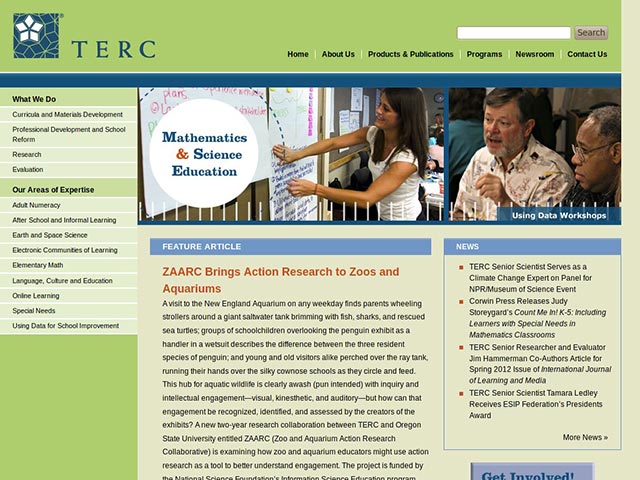 TERC
Search
Home
About Us
Products & Publications
Programs
Newsroom
Contact Us
What We Do
Curricula and Materials Development
Professional Development and School
Reform
Research
Evaluation
Our Areas of Expertise
Adult Numeracy
After School and Informal Learning
Earth and Space Science
Electronic Communities of Learning
Elementary Math
Language, Culture and Education
Online Learning
Special Needs
Using Data for School Improvement
Mathematics
& Science
Education
Using Data Workshops
FEATURE ARTICLE
ZAARC Brings Action Research to Zoos and
Aquariums
A visit to the New England Aquarium on any weekday finds parents wheeling
strollers around a giant saltwater tank brimming with fish, sharks, and rescued
sea turtles; groups of schoolchildren overlooking the penguin exhibit as a
handler in a wetsuit describes the difference between the three resident
species of penguin; and young and old visitors alike perched over the ray tank,
running their hands over the silky cownose schools as they circle and feed.
This hub for aquatic wildlife is clearly awash (pun intended) with inquiry and
intellectual engagement—visual, kinesthetic, and auditory—but how can that
engagement be recognized, identified, and assessed by the creators of the
exhibits? A new two-year research collaboration between TERC and Oregon
State University entitled ZAARC (Zoo and Aquarium Action Research
Collaborative) is examining how zoo and aquarium educators might use action
research as a tool to better understand engagement. The project is funded by
the National Science Foundation's Information Science Education program
NEWS
TERC Senior Scientist Serves as a
Climate Change Expert on Panel for
NPR/Museum of Science Event
Corwin Press Releases Judy
Storeygard's Count Me In! K-5: Including
Learners with Special Needs in
Mathematics Classrooms
TERC Senior Researcher and Evaluator
Jim Hammerman Co-Authors Article for
Spring 2012 Issue of International Journal
of Learning and Media
TERC Senior Scientist Tamara Ledley
Receives ESIP Federation's Presidents
Award
More News »
Get Involved!